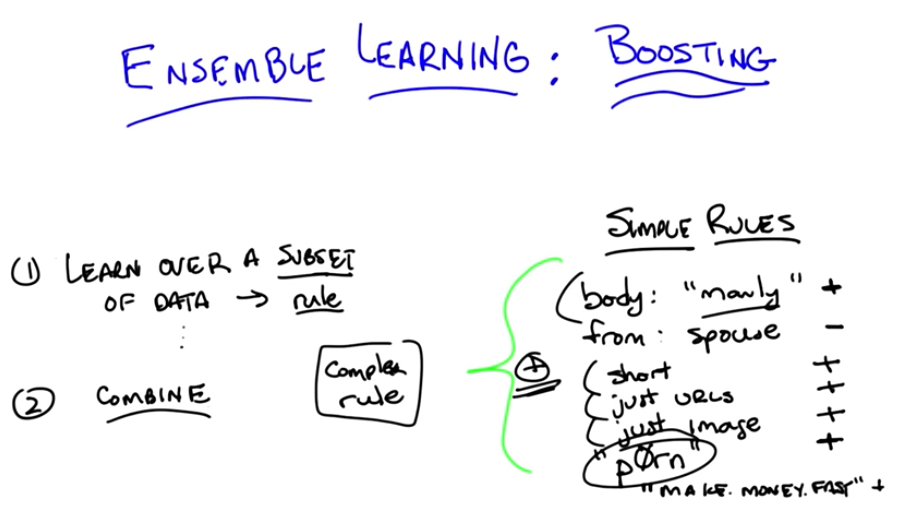 ENSEMBLE LEARNING: BOOSTING
SIMPLE RULES
① LEARN OVER A SUBSET
OF DATA → rule
⋮
② COMBINE
Complex
rule
+
body: "manly" +
from: spouse -
short +
just URLS +
just image +
"pØrn" +
"MAKE.MONEY.FAST" +